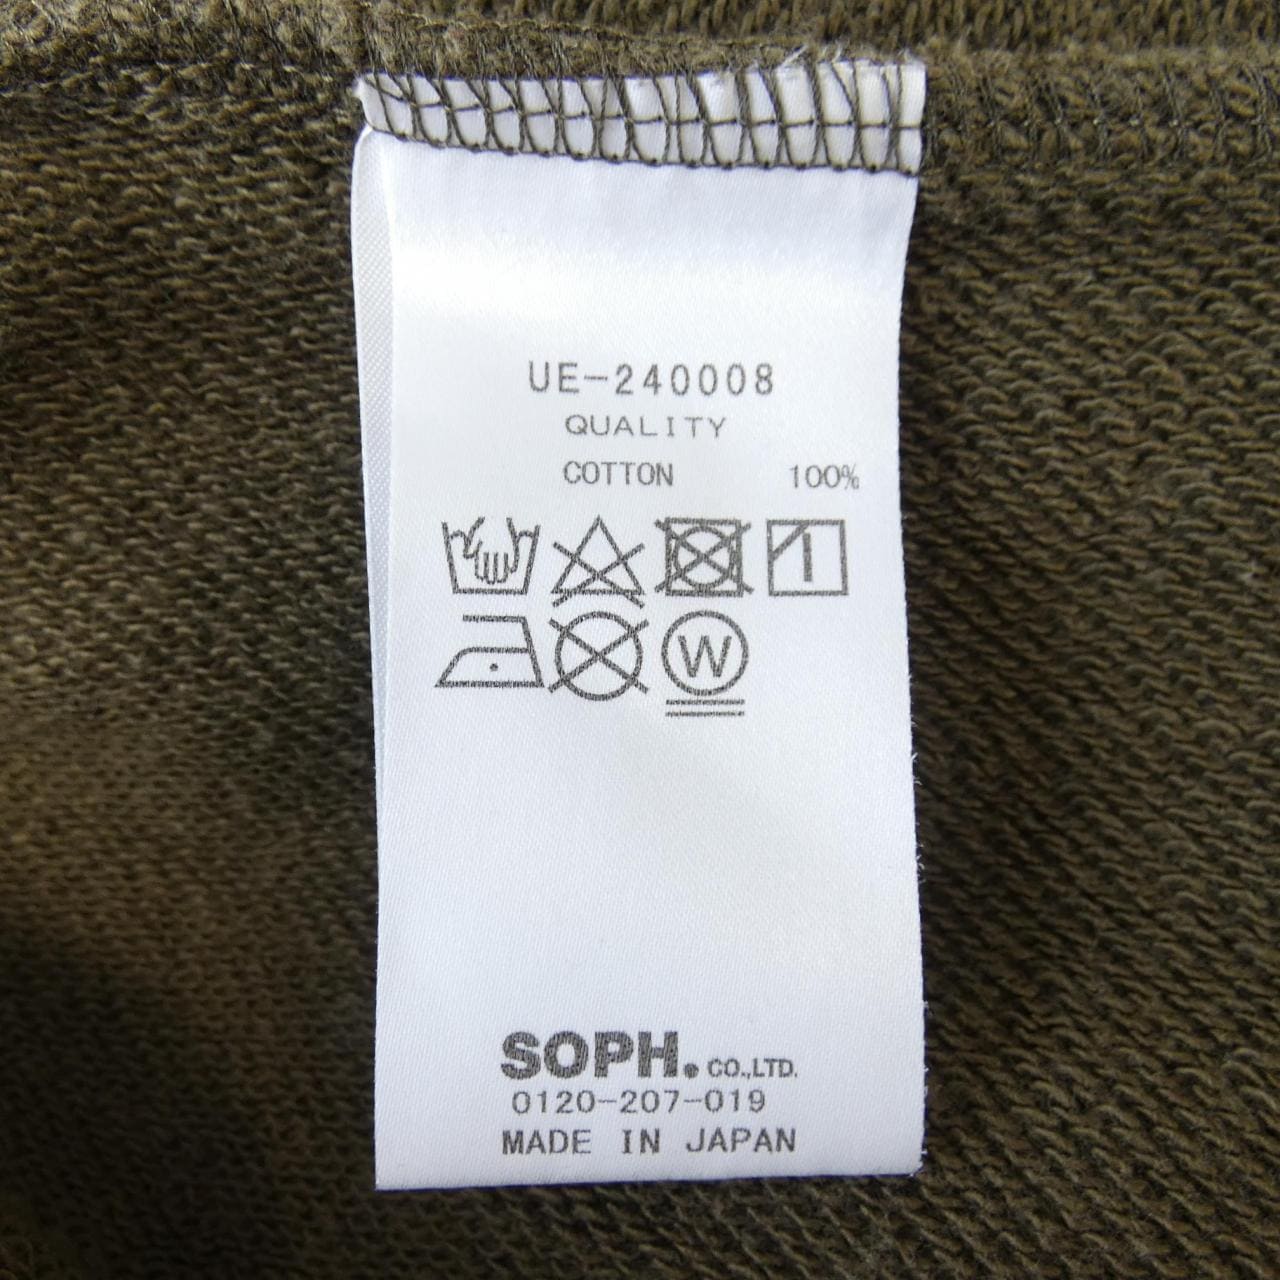 UE-240008
QUALITY
COTTON 100%
W
SOPH. CO.,LTD.
0120-207-019
MADE IN JAPAN